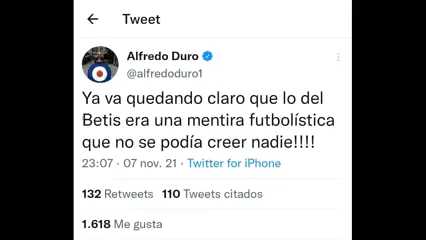 Tweet
Alfredo Duro
@alfredoduro1
Ya va quedando claro que lo del
Betis era una mentira futbolística
que no se podía creer nadie!!!!
23:07 · 07 nov. 21 · Twitter for iPhone
132 Retweets 110 Tweets citados
1.618 Me gusta